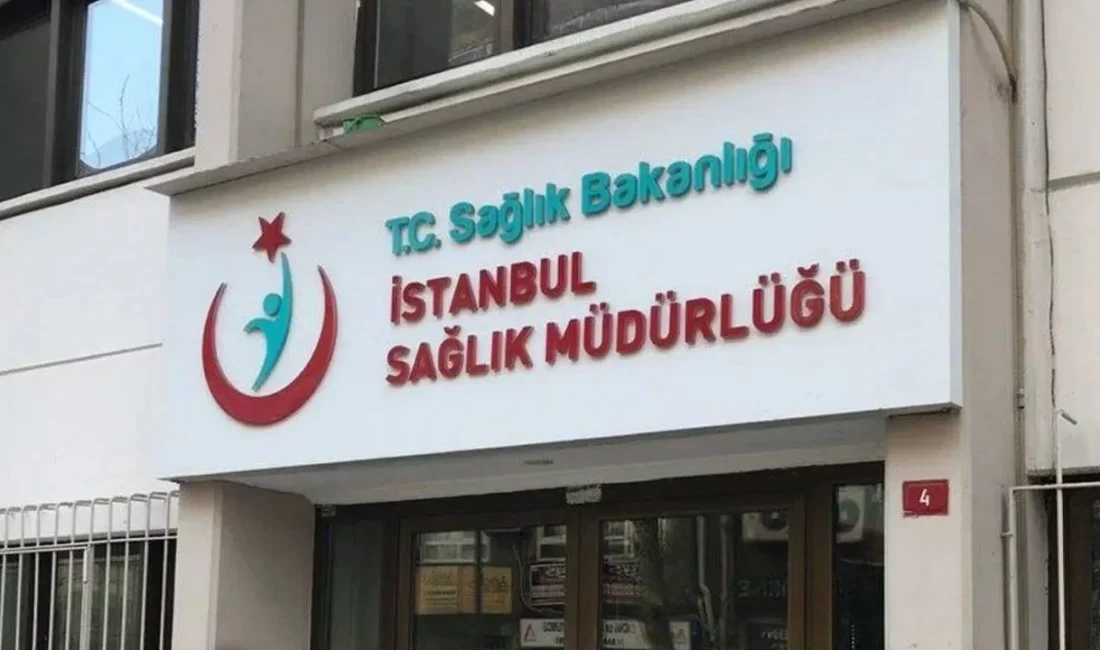 T.C. Sağlık Bakanlığı
İSTANBUL
SAĞLIK MÜDÜRLÜĞÜ
4